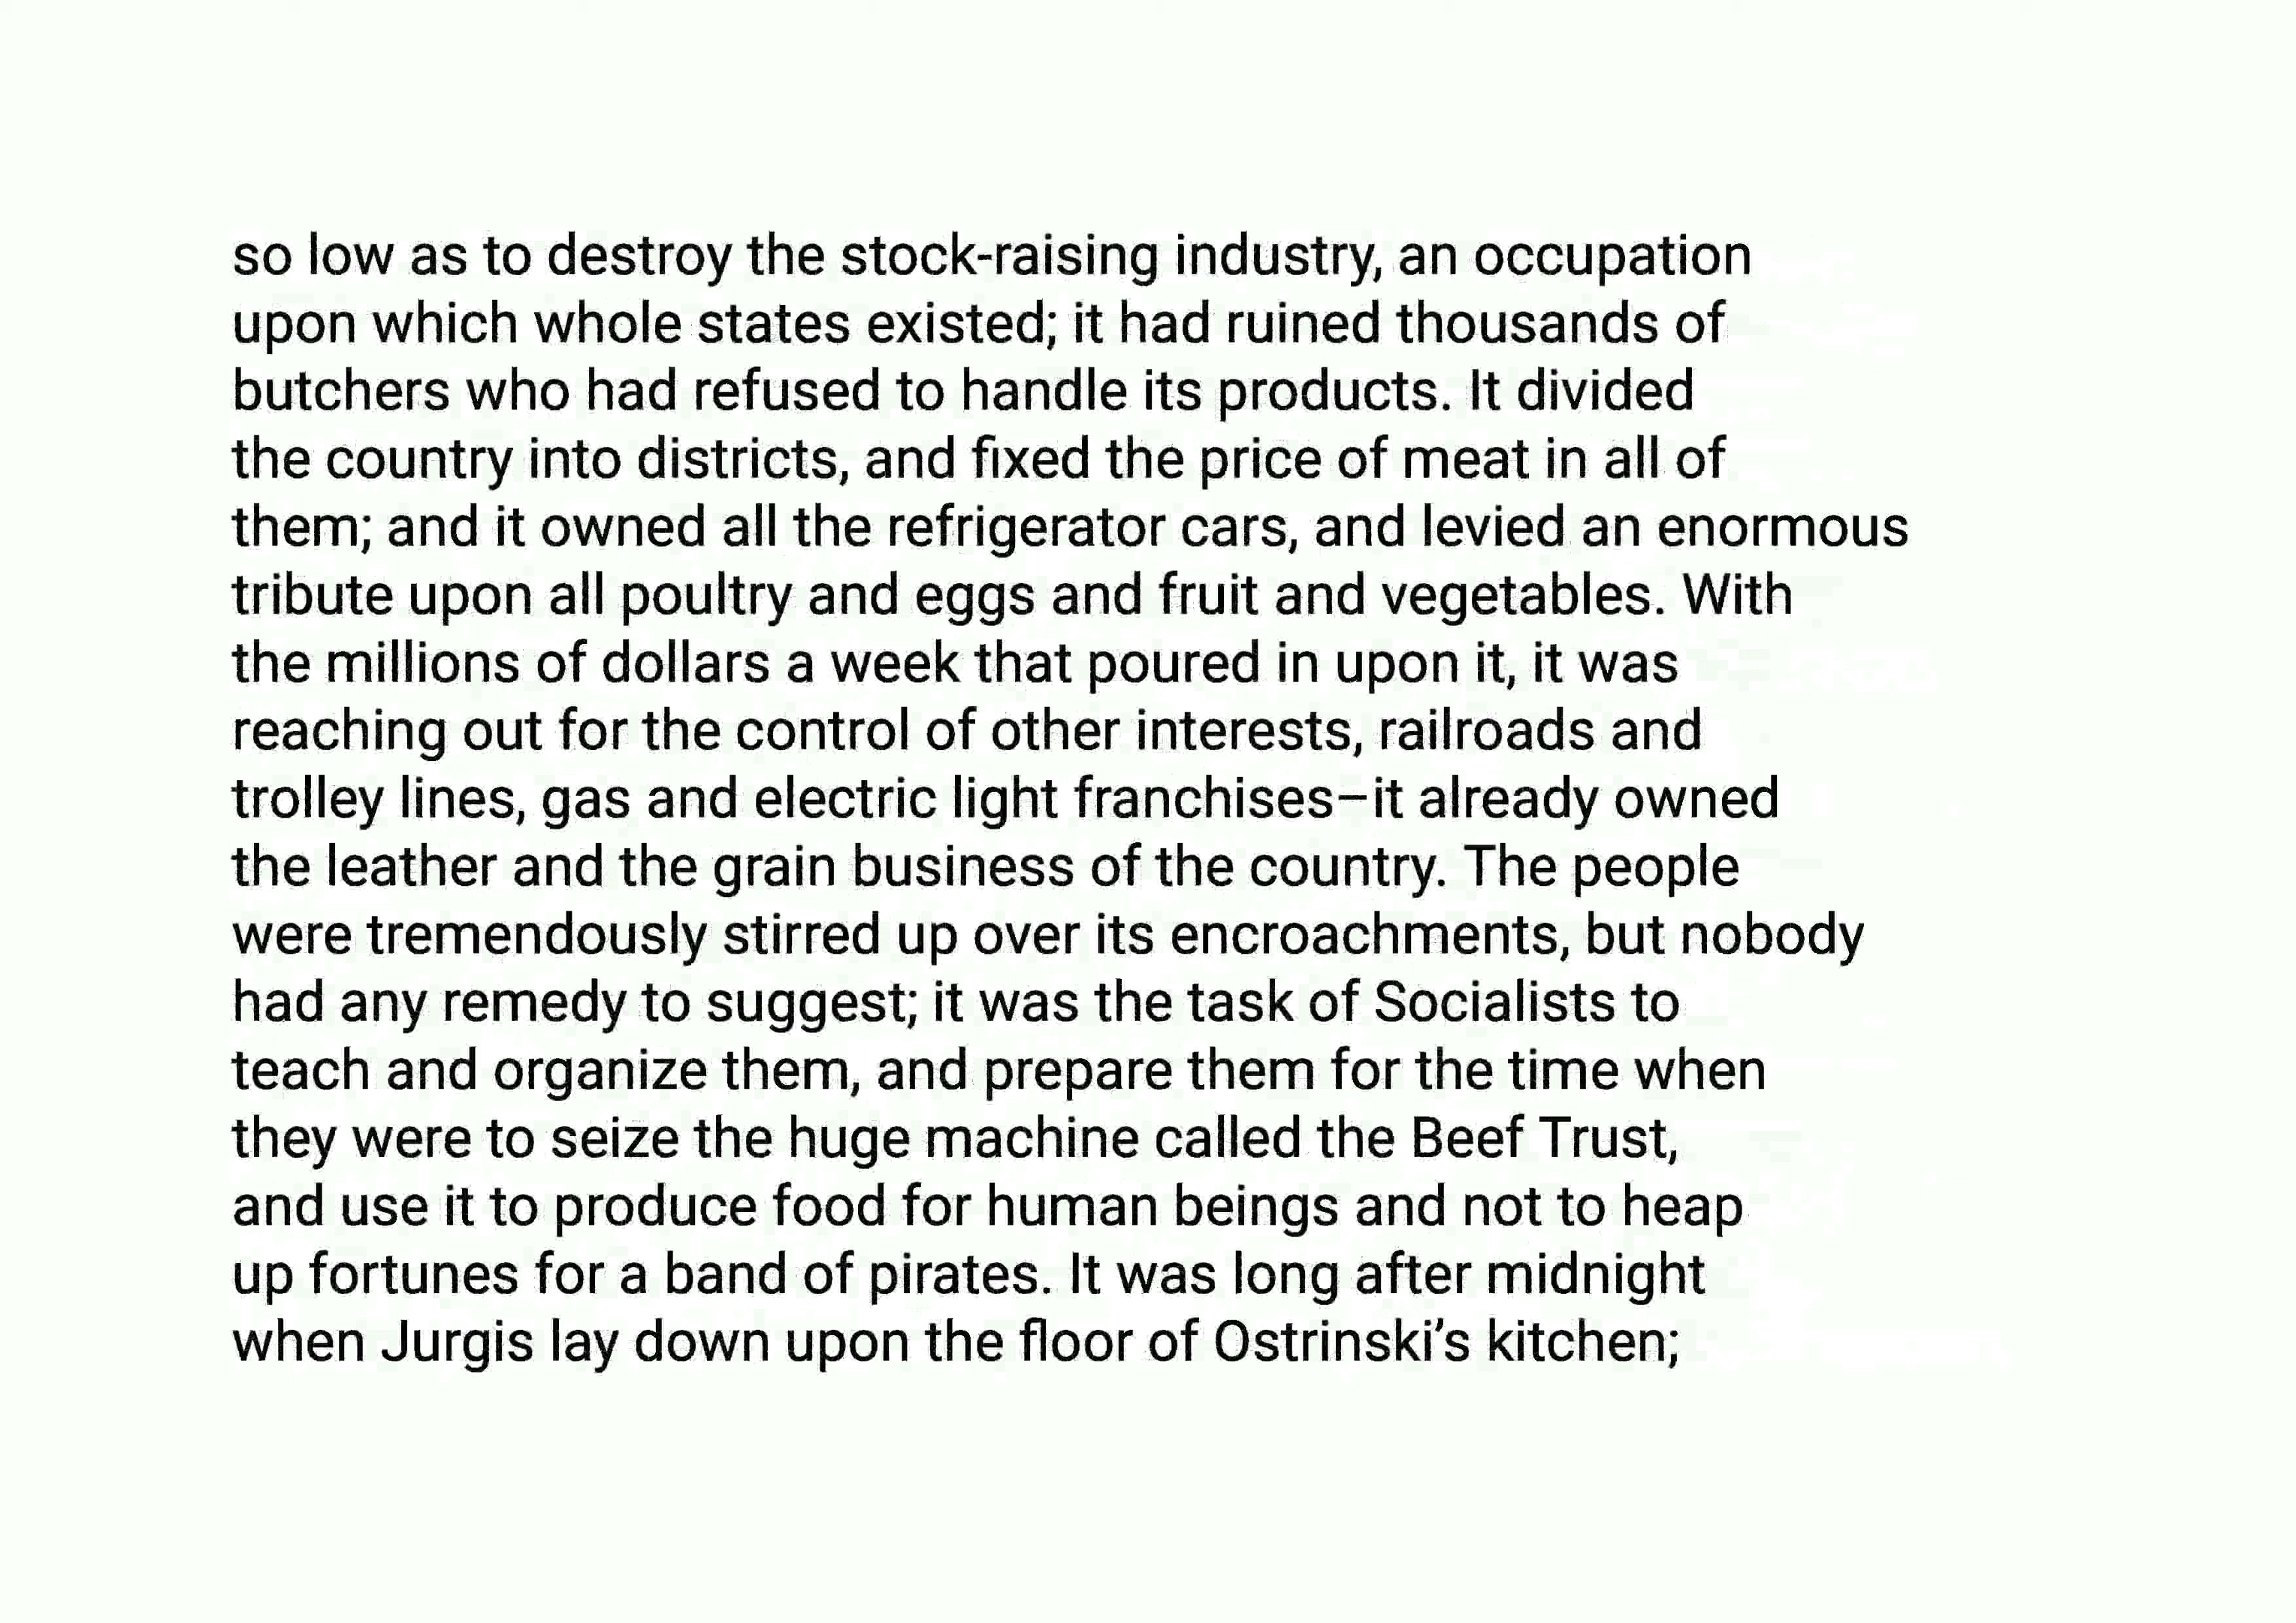 so low as to destroy the stock-raising industry, an occupation
upon which whole states existed; it had ruined thousands of
butchers who had refused to handle its products. It divided
the country into districts, and fixed the price of meat in all of
them; and it owned all the refrigerator cars, and levied an enormous
tribute upon all poultry and eggs and fruit and vegetables. With
the millions of dollars a week that poured in upon it, it was
reaching out for the control of other interests, railroads and
trolley lines, gas and electric light franchises–it already owned
the leather and the grain business of the country. The people
were tremendously stirred up over its encroachments, but nobody
had any remedy to suggest; it was the task of Socialists to
teach and organize them, and prepare them for the time when
they were to seize the huge machine called the Beef Trust,
and use it to produce food for human beings and not to heap
up fortunes for a band of pirates. It was long after midnight
when Jurgis lay down upon the floor of Ostrinski’s kitchen;